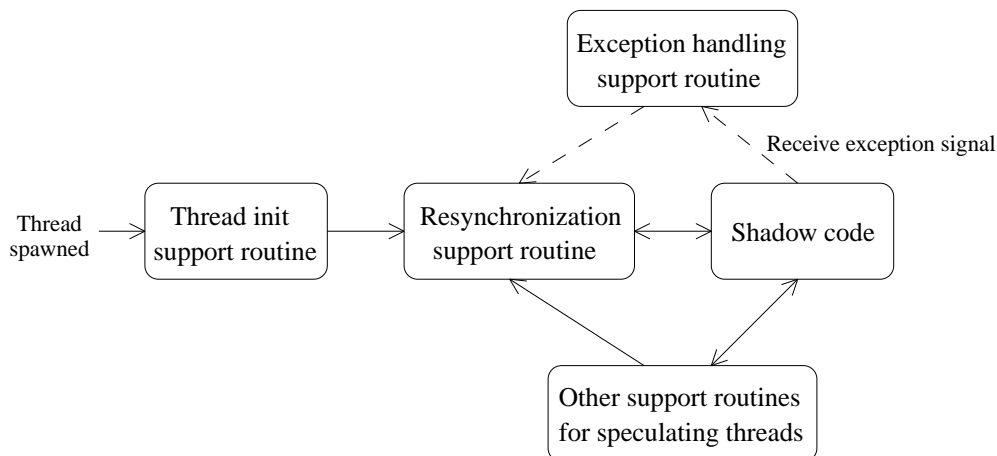 Exception handling
support routine
Receive exception signal
Thread
spawned
Thread init
support routine
Resynchronization
support routine
Shadow code
Other support routines
for speculating threads